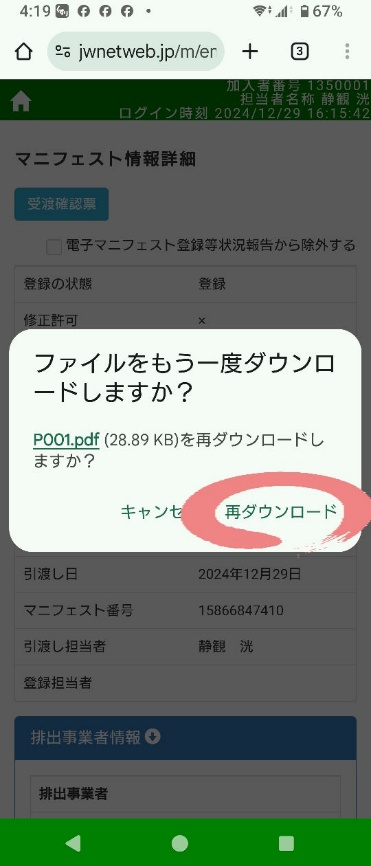 4:19 67%
jwnetweb.jp/m/er
3
加入者番号 1350001
担当者名称 静観 洸
ログイン時刻 2024/12/29 16:15:42
マニフェスト情報詳細
受渡確認票
電子マニフェスト登録等状況報告から除外する
登録の状態 登録
修正許可 ×
ファイルをもう一度ダウンロ
ードしますか？
P001.pdf (28.89 KB)を再ダウンロードし
ますか？
キャンセ 再ダウンロード
引渡し日 2024年12月29日
マニフェスト番号 15866847410
引渡し担当者 静観 洸
登録担当者
排出事業者情報
排出事業者